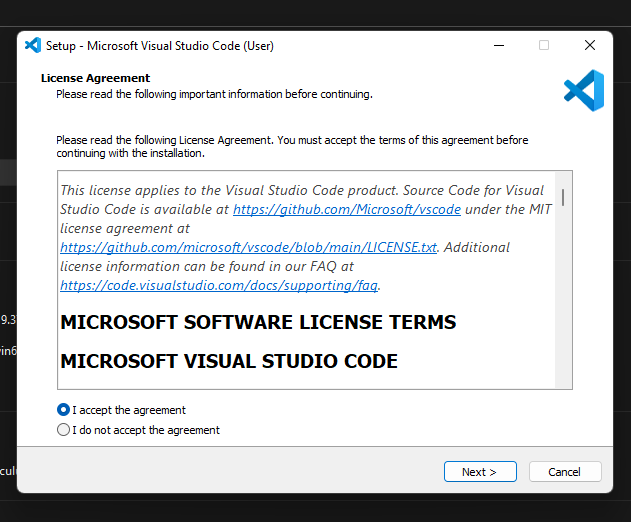 Setup - Microsoft Visual Studio Code (User)
License Agreement
Please read the following important information before continuing.
Please read the following License Agreement. You must accept the terms of this agreement before
continuing with the installation.
This license applies to the Visual Studio Code product. Source Code for Visual
Studio Code is available at https://github.com/Microsoft/vscode under the MIT
license agreement at
https://github.com/microsoft/vscode/blob/main/LICENSE.txt. Additional
license information can be found in our FAQ at
https://code.visualstudio.com/docs/supporting/faq.
MICROSOFT SOFTWARE LICENSE TERMS
MICROSOFT VISUAL STUDIO CODE
9.3
I accept the agreement
I do not accept the agreement
Next >
Cancel